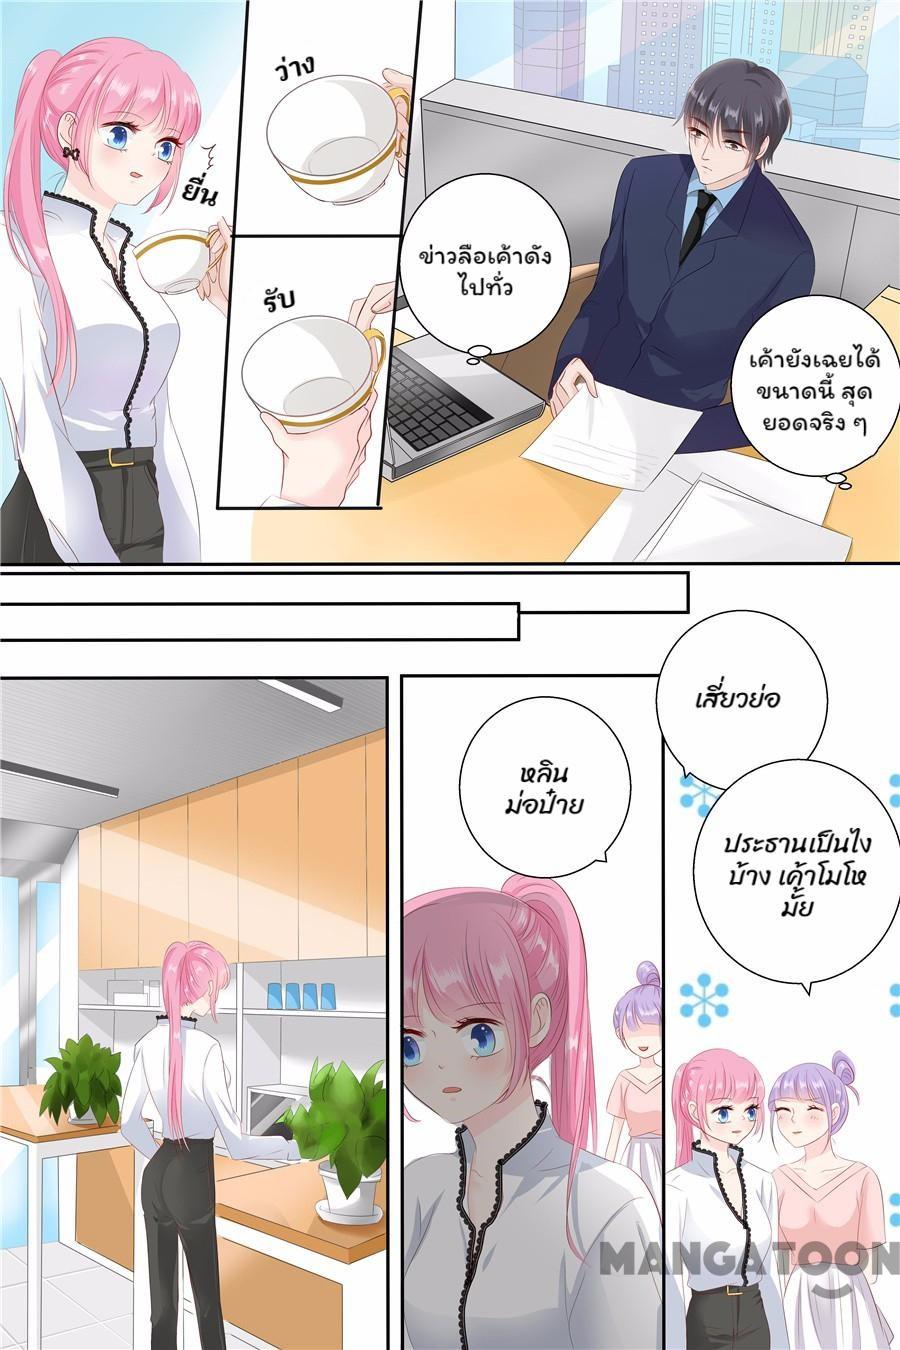 ยื่น
ว่าง
รับ
ข่าวลือเค้าดัง
ไปทั่ว
เค้ายังเฉยได้
ขนาดนี้ สุด
ยอดจริง ๆ
หลิน
ม่อป๋าย
เสี่ยวย่อ
ประธานเป็นไง
บ้าง เค้าโมโห
มั้ย
MANGATOON